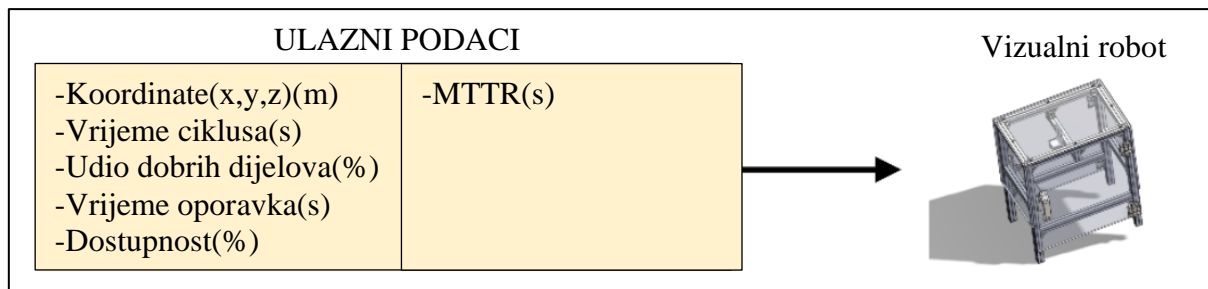 ULAZNI PODACI
-Koordinate(x,y,z)(m)
-Vrijeme ciklusa(s)
-Udio dobrih dijelova(%)
-Vrijeme oporavka(s)
-Dostupnost(%)
-MTTR(s)
Vizualni robot